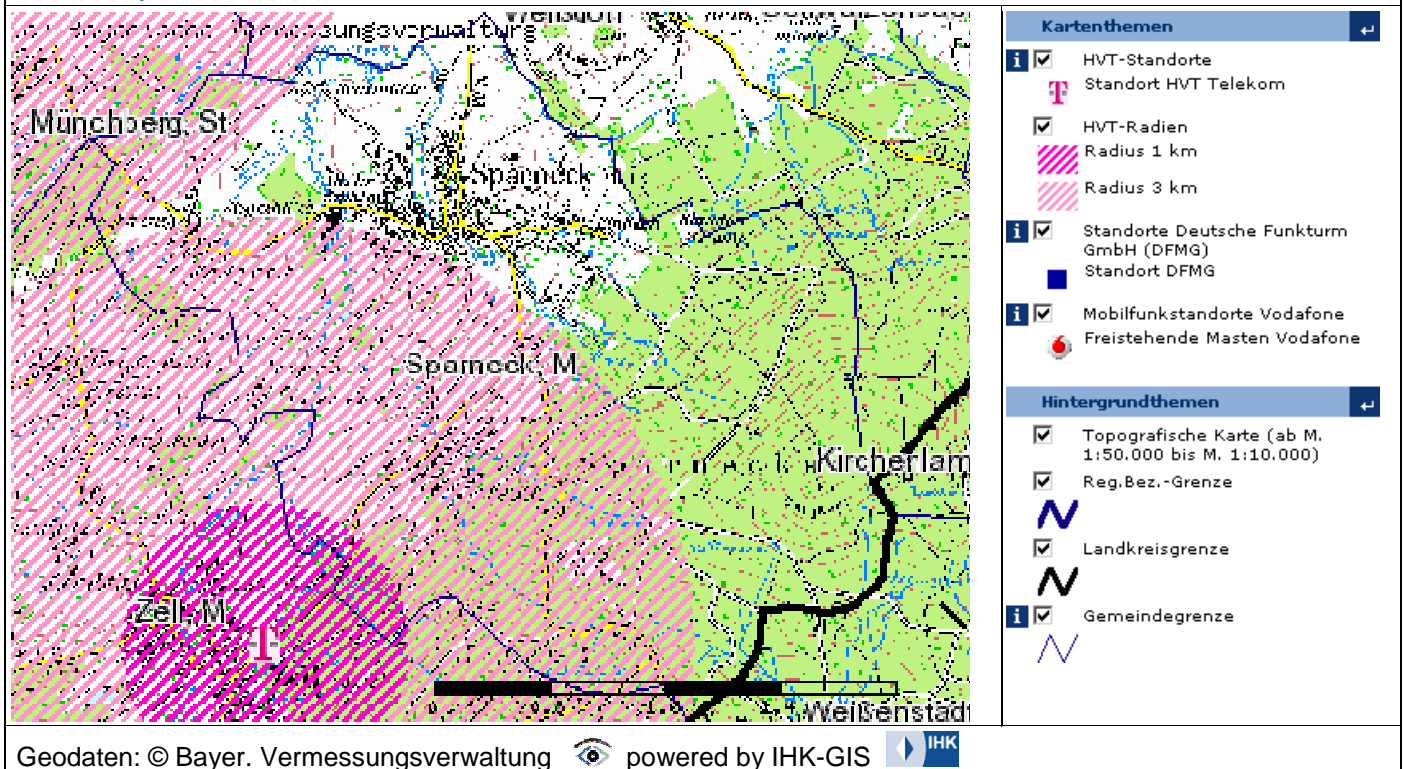 Münchberg, St
Sparneck
Sparneck, M
Kirchenlam
Zell, M
T
Weißenstadt
Kartenthemen
i HVT-Standorte
T Standort HVT Telekom
HVT-Radien
Radius 1 km
Radius 3 km
i Standorte Deutsche Funkturm
GmbH (DFMG)
Standort DFMG
i Mobilfunkstandorte Vodafone
Freistehende Masten Vodafone
Hintergrundthemen
Topografische Karte (ab M.
1:50.000 bis M. 1:10.000)
Reg.Bez.-Grenze
Landkreisgrenze
i Gemeindegrenze
Geodaten: © Bayer. Vermessungsverwaltung powered by IHK-GIS IHK